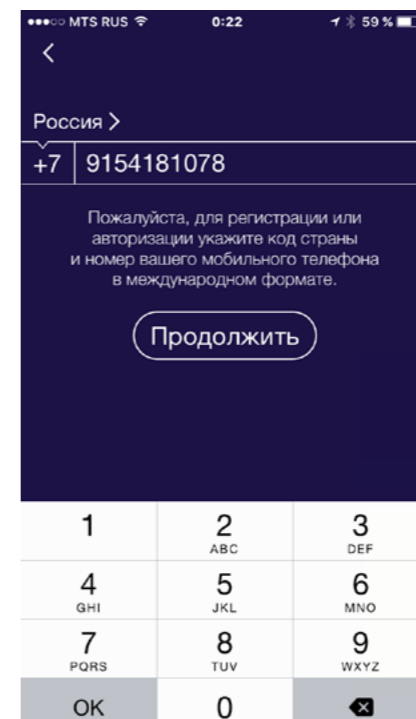 MTS RUS 0:22 59 %
Россия >
+7 9154181078
Пожалуйста, для регистрации или
авторизации укажите код страны
и номер вашего мобильного телефона
в международном формате.
Продолжить
1 2 3
ABC DEF
4 5 6
GHI JKL MNO
7 8 9
PQRS TUV WXYZ
OK 0